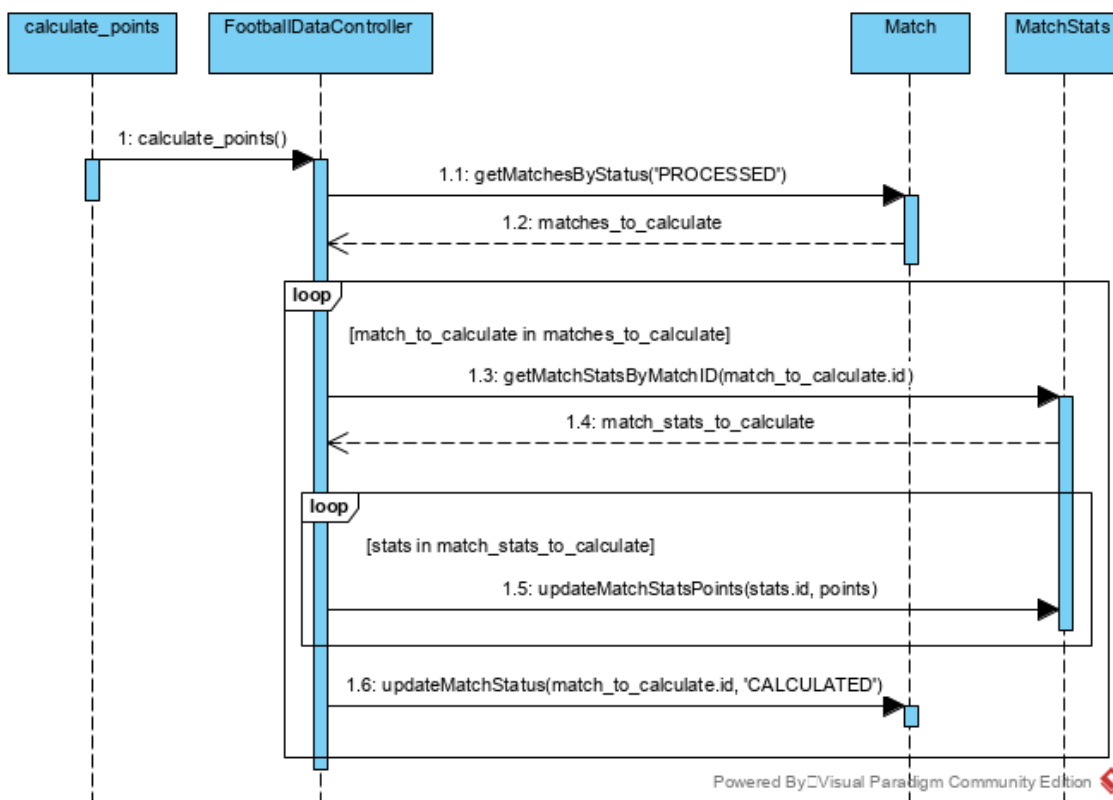 calculate_points
FootballDataController
Match
MatchStats
1: calculate_points()
1.1: getMatchesByStatus("PROCESSED")
1.2: matches_to_calculate
loop
[match_to_calculate in matches_to_calculate]
1.3: getMatchStatsByMatchID(match_to_calculate.id)
1.4: match_stats_to_calculate
loop
[stats in match_stats_to_calculate]
1.5: updateMatchStatsPoints(stats.id, points)
1.6: updateMatchStatus(match_to_calculate.id, "CALCULATED")
Powered By Visual Paradigm Community Edition